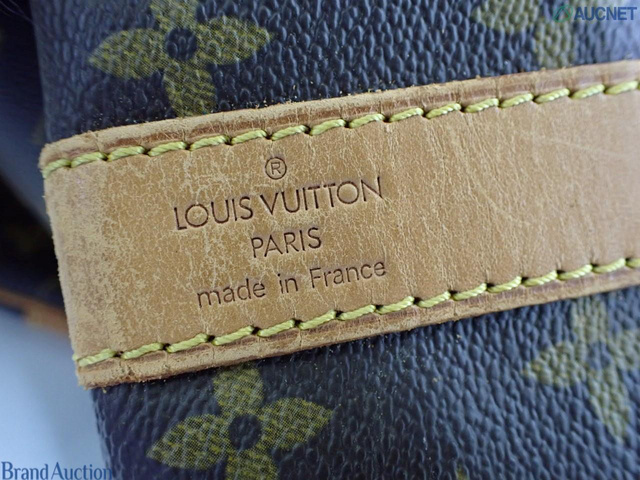 AUCNET
®
LOUIS VUITTON
PARIS
made in France
Brand Auction